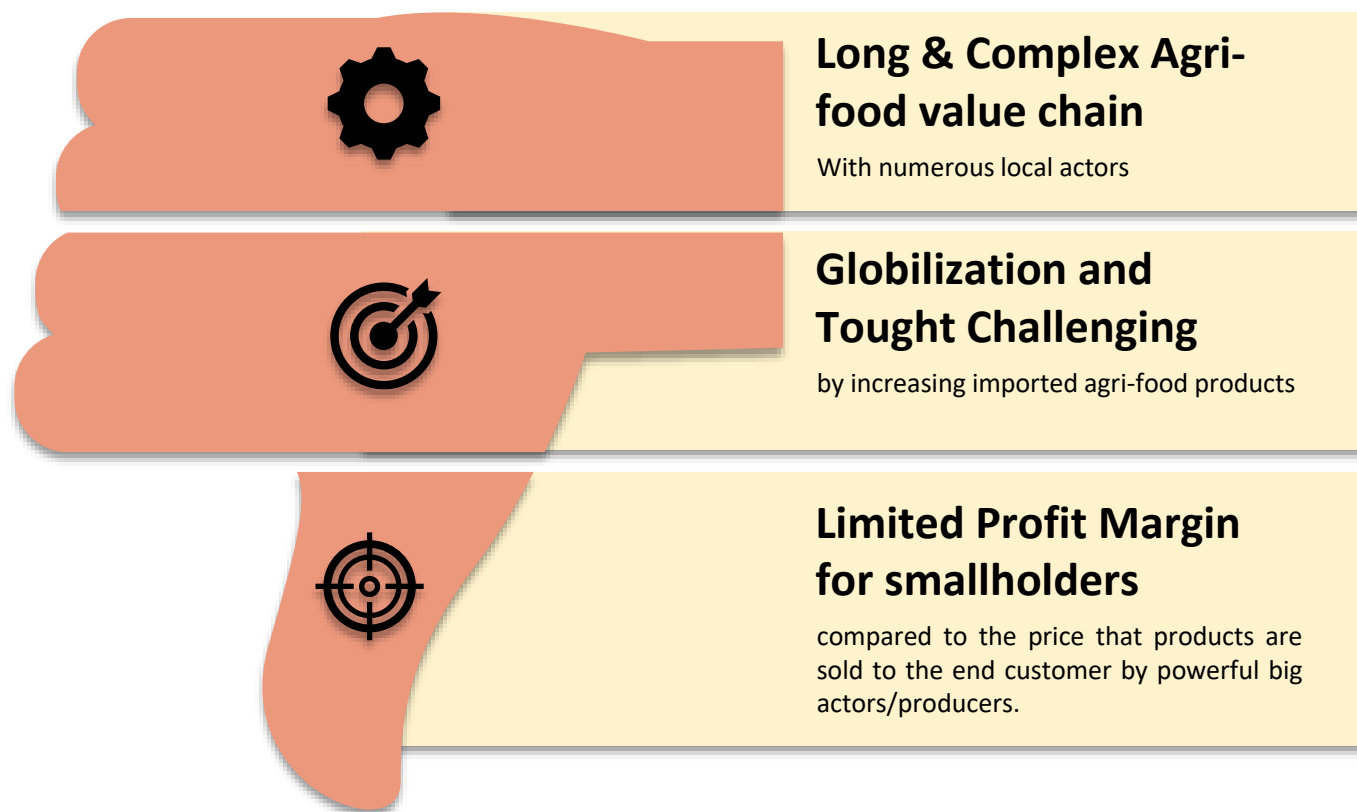 Long & Complex Agri-
food value chain
With numerous local actors
Globilization and
Tought Challenging
by increasing imported agri-food products
Limited Profit Margin
for smallholders
compared to the price that products are
sold to the end customer by powerful big
actors/producers.